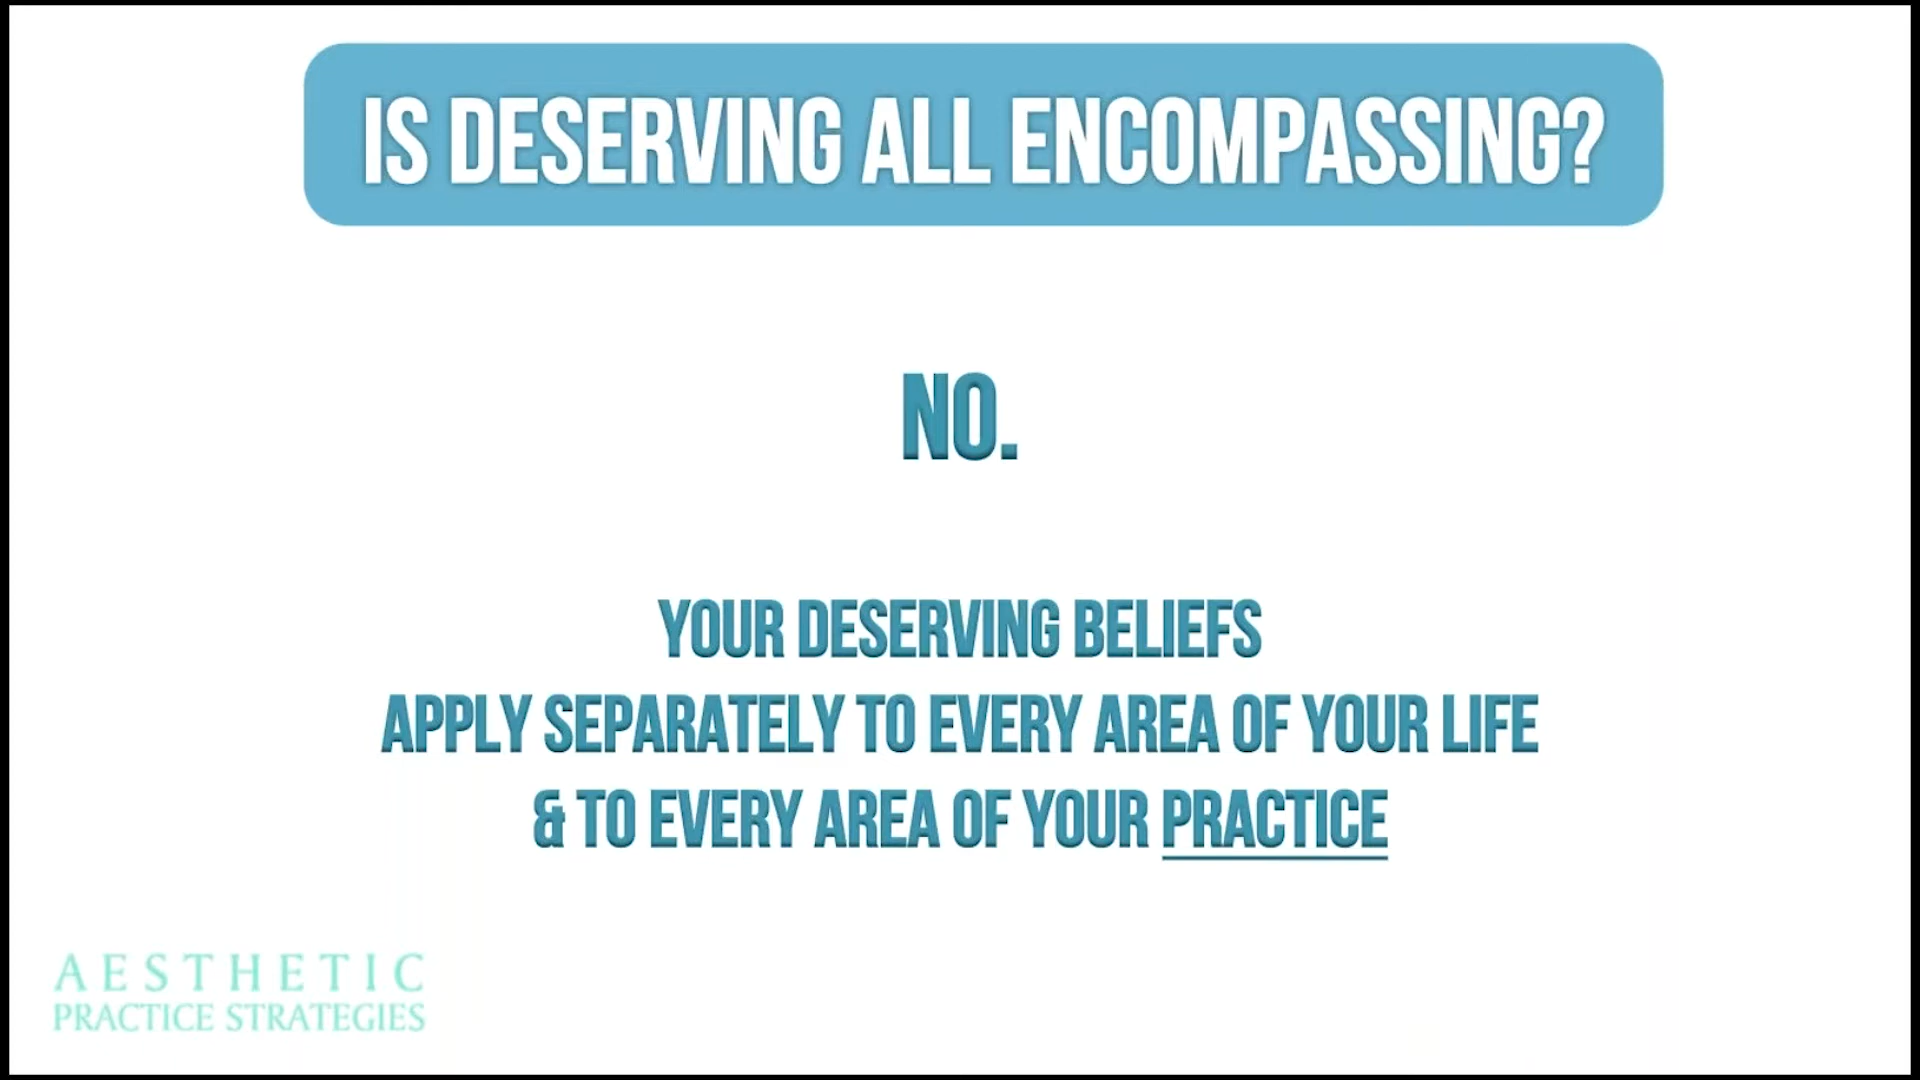 IS DESERVING ALL ENCOMPASSING?
NO.
YOUR DESERVING BELIEFS
APPLY SEPARATELY TO EVERY AREA OF YOUR LIFE
& TO EVERY AREA OF YOUR PRACTICE
AESTHETIC
PRACTICE STRATEGIES